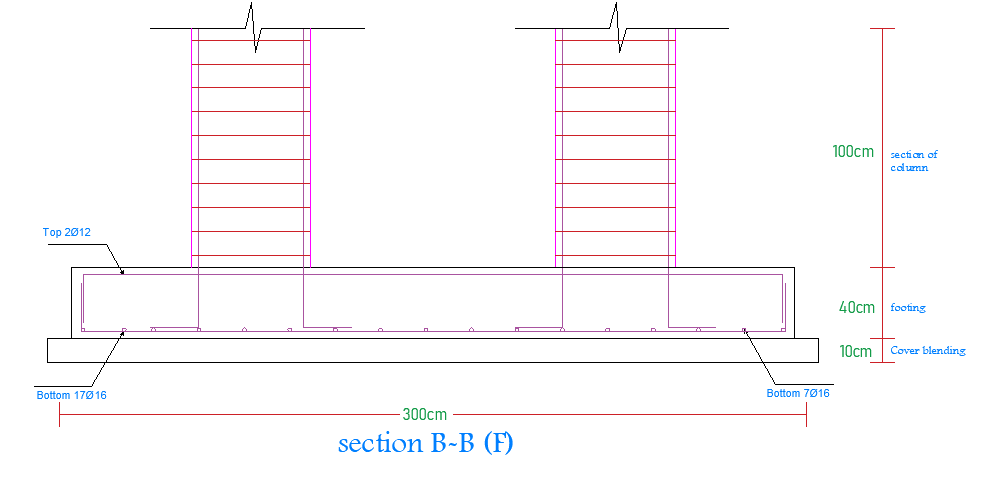 100cm
section of
column
Top 2Ø12
40cm
footing
10cm
Cover blending
Bottom 17Ø16
Bottom 7Ø16
300cm
section B-B (F)